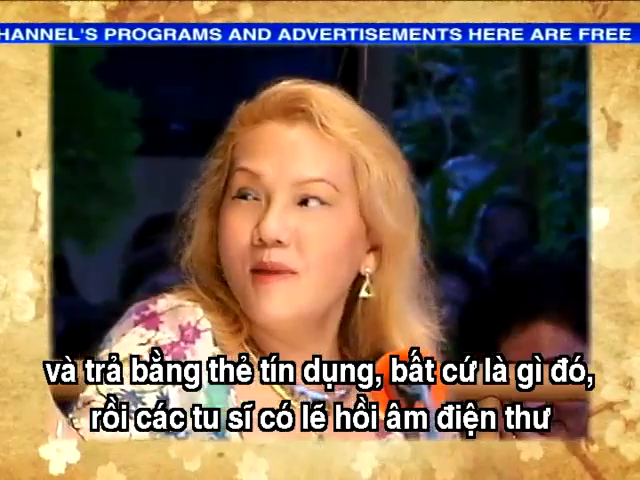 HANNEL'S PROGRAMS AND ADVERTISEMENTS HERE ARE FREE
và trả bằng thẻ tín dụng, bất cứ là gì đó,
rồi các tu sĩ có lẽ hồi âm điện thư